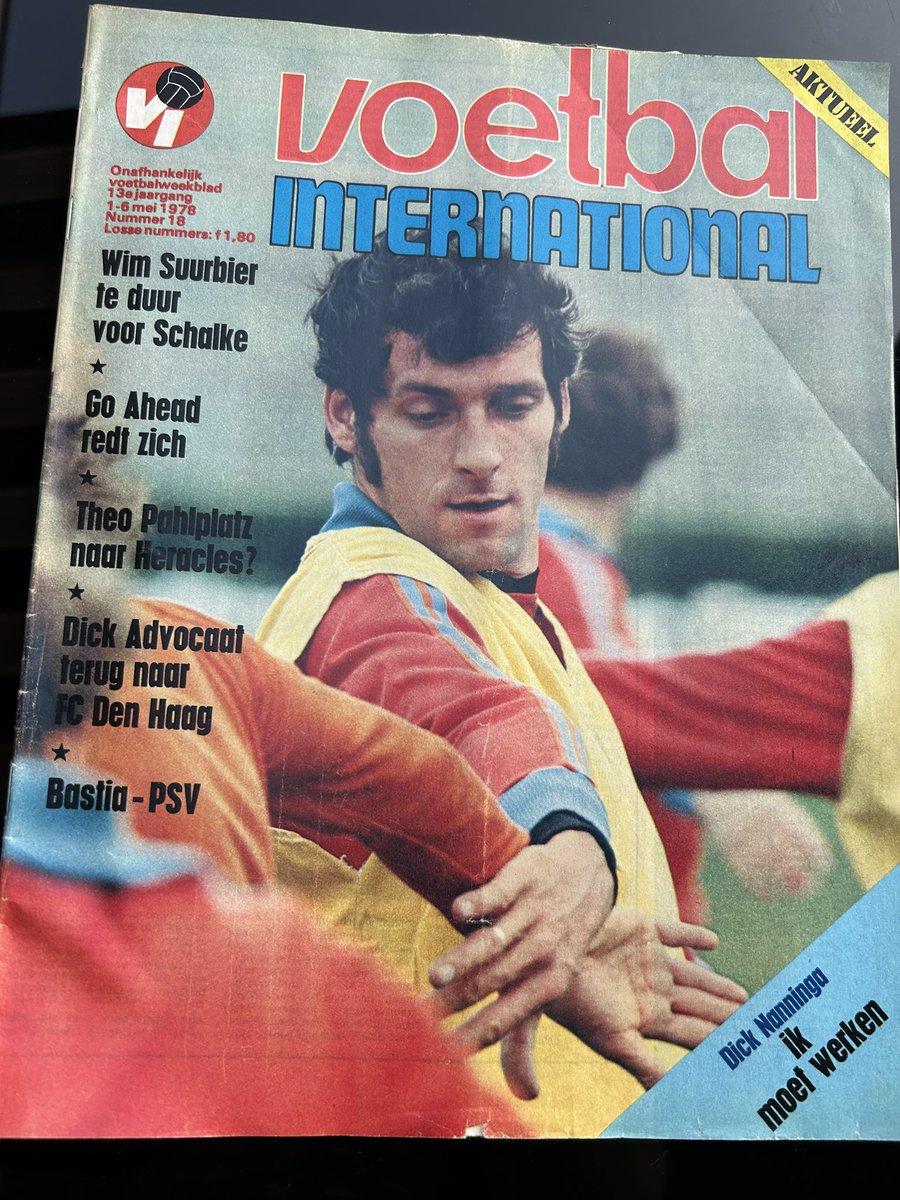 VI
voetbal
INTERNATIONAL
AKTUEEL
Onafhankelijk
voetbalweekblad
13e jaargang
1-6 mei 1978
Nummer 18
Losse nummers: f 1,80
Wim Suurbier
te duur
voor Schalke
★
Go Ahead
redt zich
★
Theo Pahlplatz
naar Heracles?
★
Dick Advocaat
terug naar
FC Den Haag
★
Bastia - PSV
Dick Nanninga
ik
moet werken